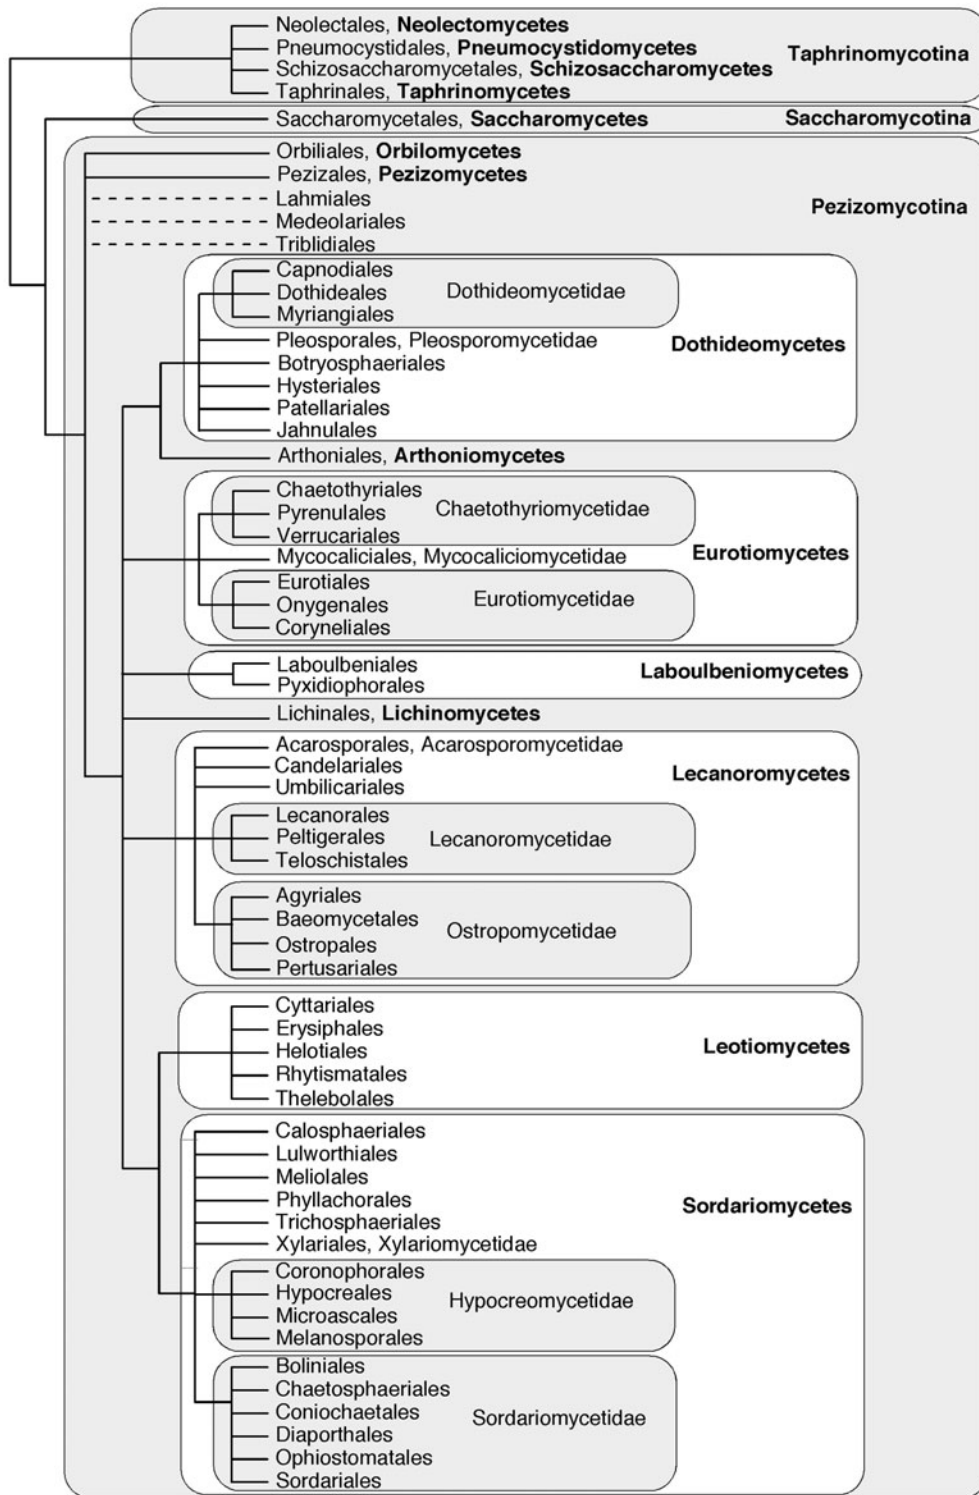 Neolectales, Neolectomycetes
Pneumocystidales, Pneumocystidomycetes
Schizosaccharomycetales, Schizosaccharomycetes
Taphrinales, Taphrinomycetes
Taphrinomycotina
Saccharomycetales, Saccharomycetes
Saccharomycotina
Orbiliales, Orbilomycetes
Pezizales, Pezizomycetes
Lahmiales
Medeolariales
Triblidiales
Pezizomycotina
Capnodiales
Dothideales
Myriangiales
Dothideomycetidae
Pleosporales, Pleosporomycetidae
Botryosphaeriales
Hysteriales
Patellariales
Jahnulales
Dothideomycetes
Arthoniales, Arthoniomycetes
Chaetothyriales
Pyrenulales
Verrucariales
Chaetothyriomycetidae
Mycocaliciales, Mycocaliciomycetidae
Eurotiales
Onygenales
Coryneliales
Eurotiomycetidae
Eurotiomycetes
Laboulbeniales
Pyxidiophorales
Laboulbeniomycetes
Lichinales, Lichinomycetes
Acarosporales, Acarosporomycetidae
Candelariales
Umbilicariales
Lecanoromycetes
Lecanorales
Peltigerales
Teloschistales
Lecanoromycetidae
Agyriales
Baeomycetales
Ostropales
Pertusariales
Ostropomycetidae
Cyttariales
Erysiphales
Helotiales
Rhytismatales
Thelebolales
Leotiomycetes
Calosphaeriales
Lulworthiales
Meliolales
Phyllachorales
Trichosphaeriales
Xylariales, Xylariomycetidae
Sordariomycetes
Coronophorales
Hypocreales
Microascales
Melanosporales
Hypocreomycetidae
Boliniales
Chaetosphaeriales
Coniochaetales
Diaporthales
Ophiostomatales
Sordariales
Sordariomycetidae